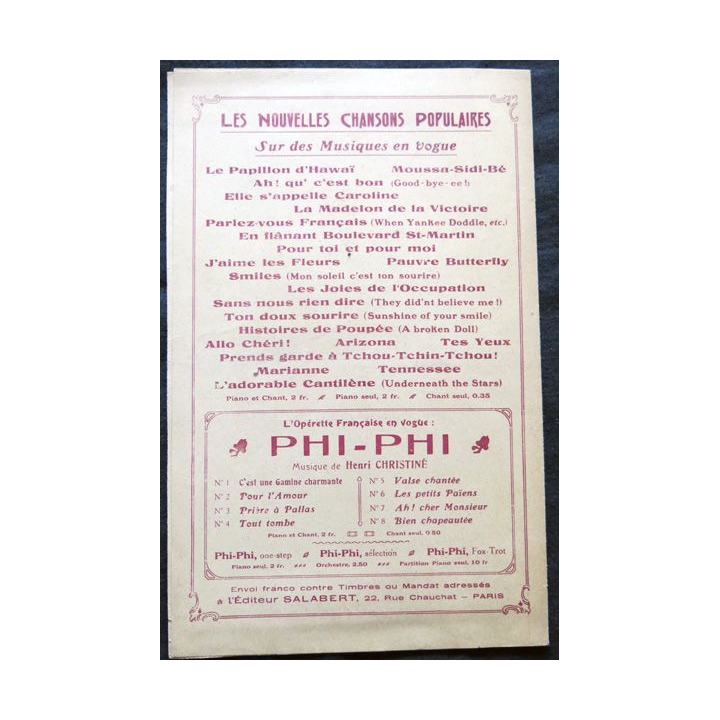 LES NOUVELLES CHANSONS POPULAIRES
Sur des Musiques en vogue
Le Papillon d'Hawaï Moussa-Sidi-Bé
Ah! qu' c'est bon (Good-bye-ee!)
Elle s'appelle Caroline
La Madelon de la Victoire
Parlez-vous Français (When Yankee Doddle, etc.)
En flânant Boulevard St-Martin
Pour toi et pour moi
J'aime les Fleurs Pauvre Butterfly
Smiles (Mon soleil c'est ton sourire)
Les Joies de l'Occupation
Sans nous rien dire (They did'nt believe me!)
Ton doux sourire (Sunshine of your smile)
Histoires de Poupée (A broken Doll)
Allo Chéri! Arizona Tes Yeux
Prends garde à Tchou-Tchin-Tchou!
Marianne Tennessee
L'adorable Cantilène (Underneath the Stars)
Piano et Chant, 2 fr. Piano seul, 2 fr. Chant seul, 0.35
L'Opérette Française en vogue :
PHI-PHI
Musique de Henri CHRISTINÉ
N° 1 C'est une Gamine charmante N° 5 Valse chantée
N° 2 Pour l'Amour N° 6 Les petits Païens
N° 3 Prière à Pallas N° 7 Ah! cher Monsieur
N° 4 Tout tombe N° 8 Bien chapeautée
Piano et Chant, 2 fr. Chant seul, 0 50
Phi-Phi, one-step Phi-Phi, sélection Phi-Phi, Fox-Trot
Piano seul, 2 fr. Orchestre, 2.50 Partition Piano seul, 10 fr
Envoi franco contre Timbres ou Mandat adressés
à l'Éditeur SALABERT, 22, Rue Chauchat – PARIS